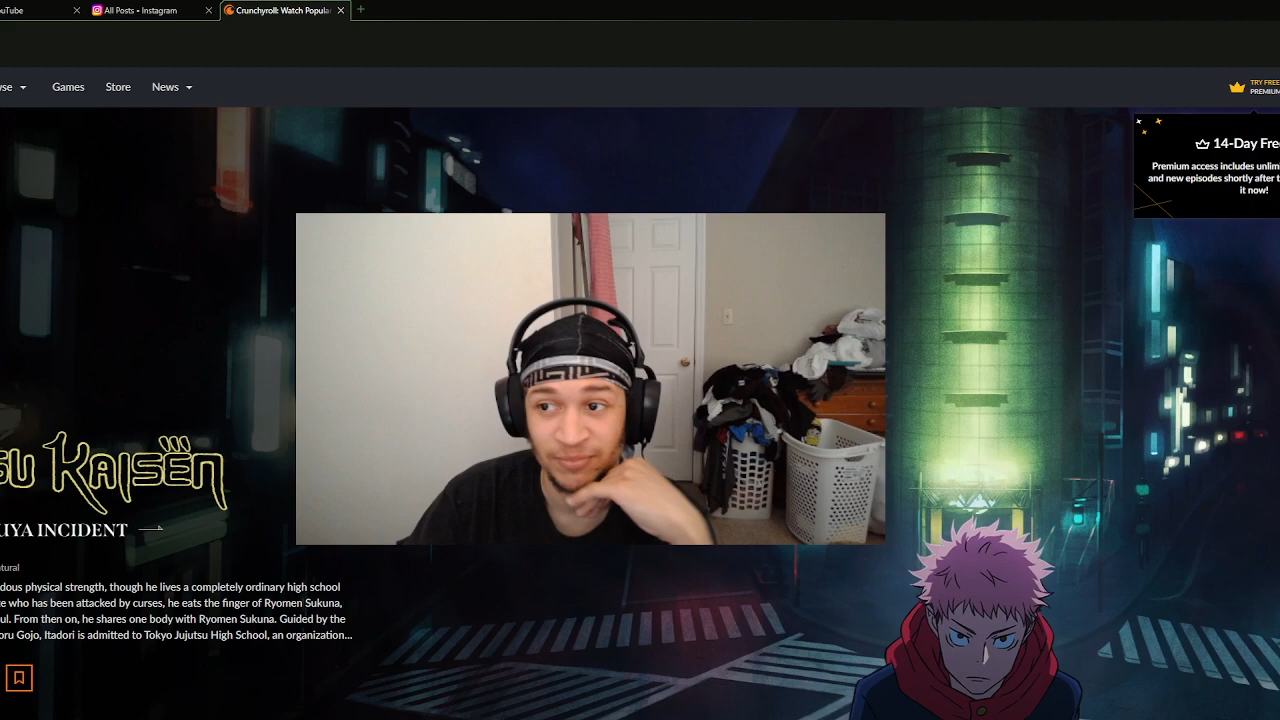 ouTube
All Posts • Instagram
Crunchyroll: Watch Popula
se
Games
Store
News
TRY FREE
PREMIUM
14-Day Fre
Premium access includes unlim
and new episodes shortly after t
it now!
SU KAISEN
UYA INCIDENT
atural
dous physical strength, though he lives a completely ordinary high school
e who has been attacked by curses, he eats the finger of Ryomen Sukuna,
ul. From then on, he shares one body with Ryomen Sukuna. Guided by the
oru Gojo, Itadori is admitted to Tokyo Jujutsu High School, an organization...